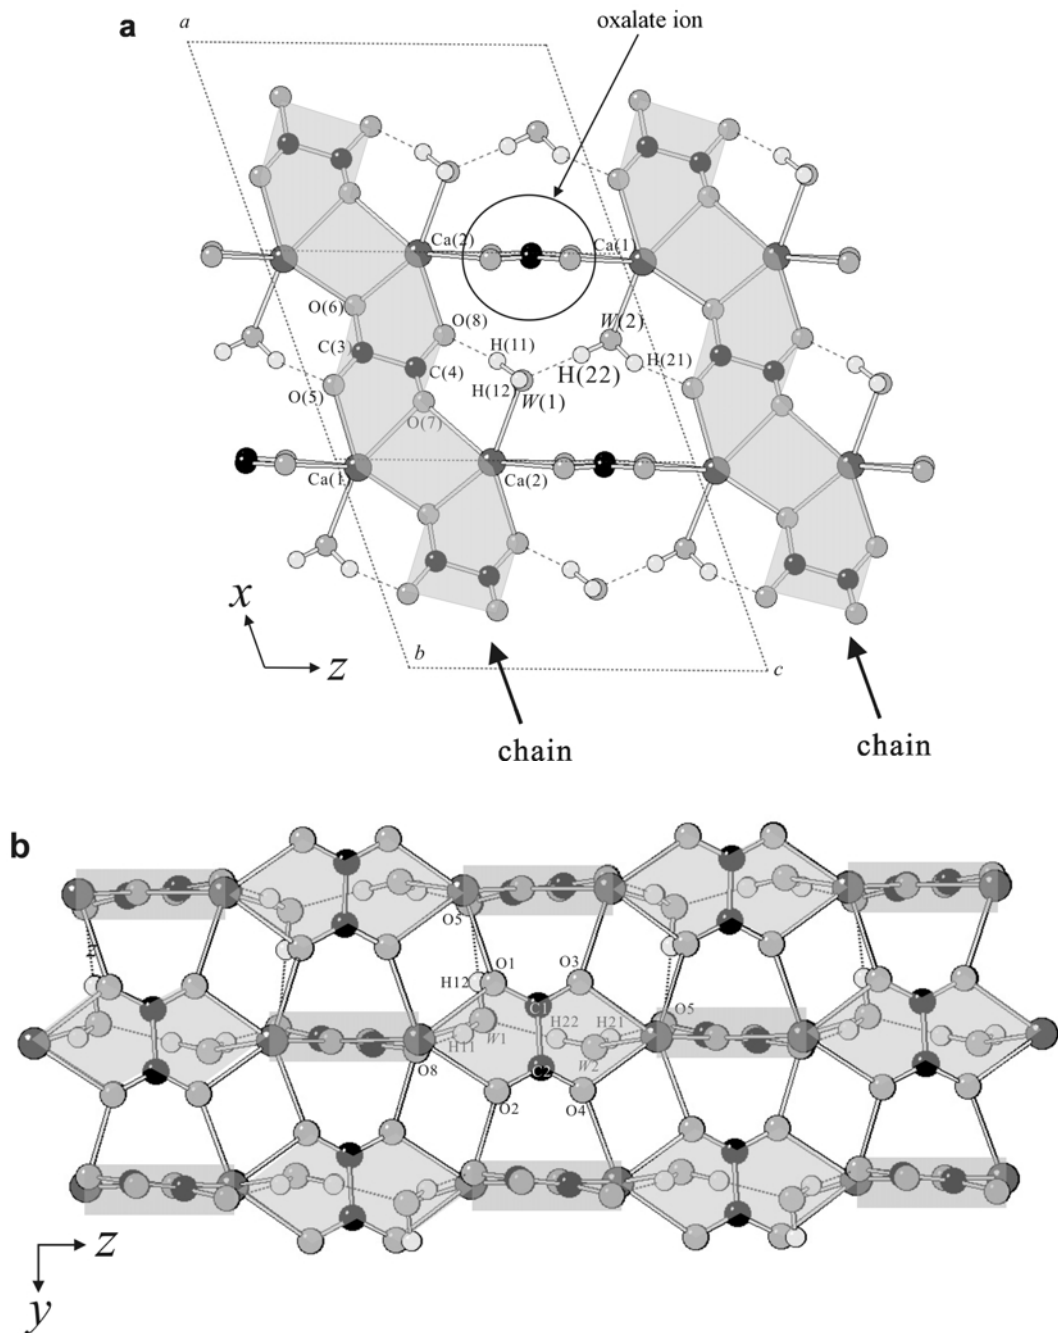 a
a
oxalate ion
Ca(2)
Ca(1)
O(6)
O(8)
W(2)
C(3)
H(11)
C(4)
H(22)
H(21)
O(5)
H(12)
W(1)
O(7)
Ca(1
Ca(2)
x
z
b
c
chain
chain
b
O5
z
H12
O1
O3
C1
H22
H21
O5
H11
W1
C2
W2
O8
O2
O4
z
y